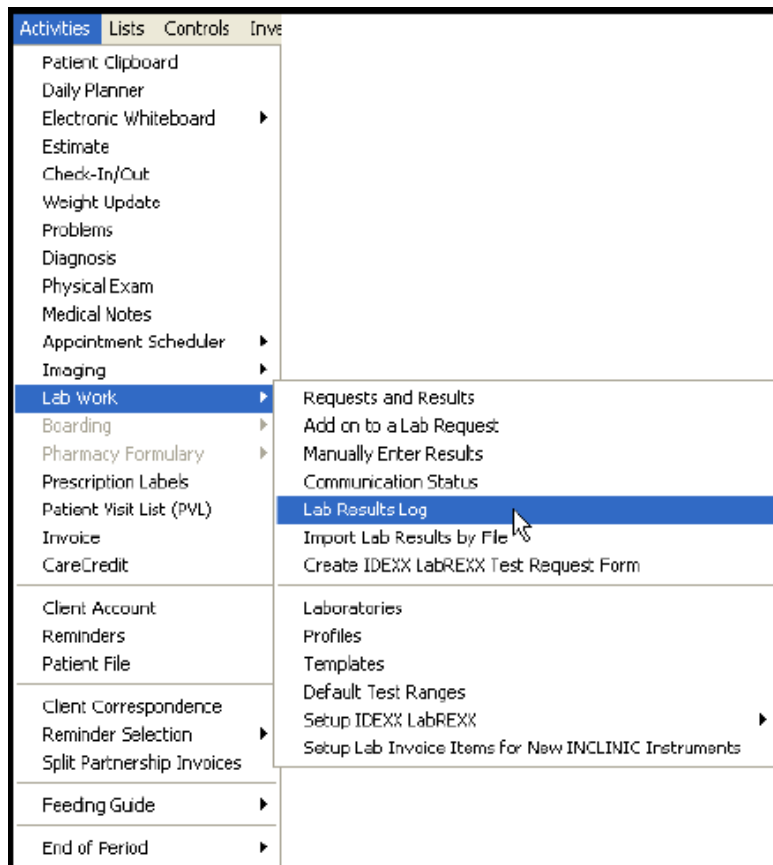 Activities Lists Controls Inve
Patient Clipboard
Daily Planner
Electronic Whiteboard
Estimate
Check-In/Out
Weight Update
Problems
Diagnosis
Physical Exam
Medical Notes
Appointment Scheduler
Imaging
Lab Work
Boarding
Pharmacy Formulary
Prescription Labels
Patient Visit List (PVL)
Invoice
CareCredit
Client Account
Reminders
Patient File
Client Correspondence
Reminder Selection
Split Partnership Invoices
Feeding Guide
End of Period
Requests and Results
Add on to a Lab Request
Manually Enter Results
Communication Status
Lab Results Log
Import Lab Results by File
Create IDEXX LabREXX Test Request Form
Laboratories
Profiles
Templates
Default Test Ranges
Setup IDEXX LabREXX
Setup Lab Invoice Items for New INCLINIC Instruments